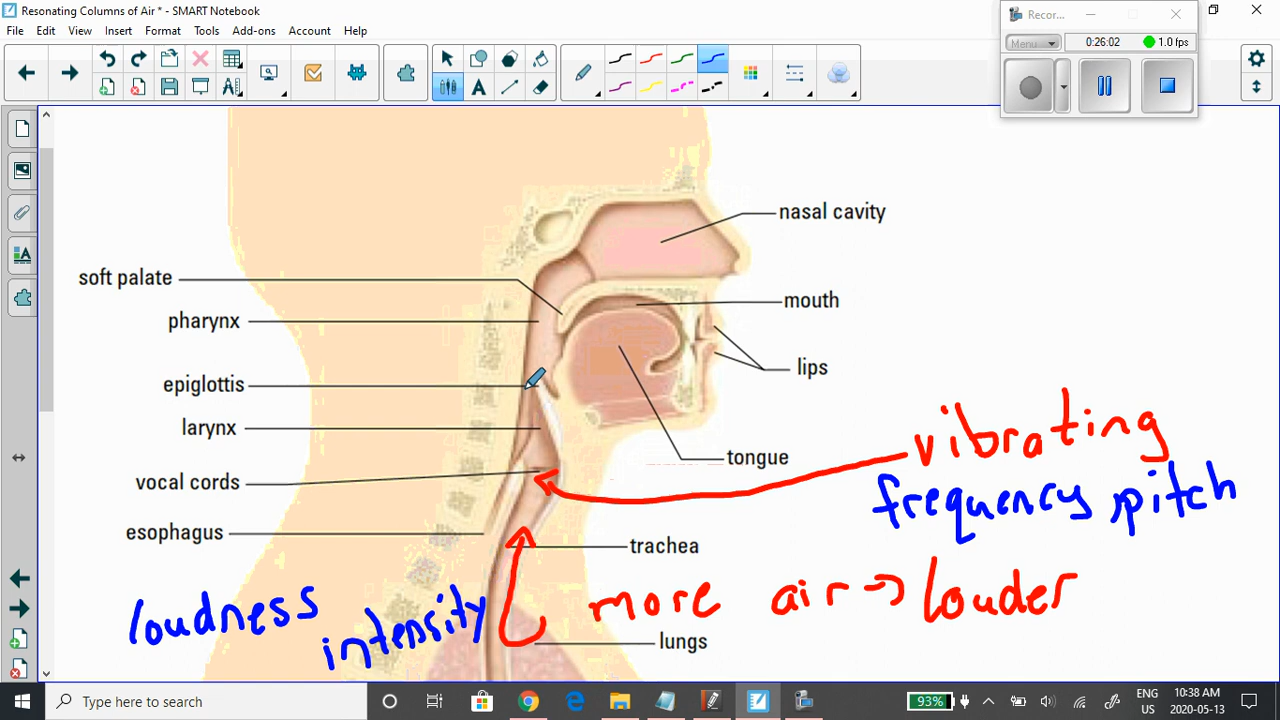 Resonating Columns of Air * - SMART Notebook
File Edit View Insert Format Tools Add-ons Account Help
Recor...
Menu 0:26:02 1.0 fps
nasal cavity
soft palate
mouth
pharynx
lips
epiglottis
larynx
vibrating
tongue
vocal cords
frequency pitch
esophagus
trachea
more air → louder
loudness
intensity
lungs
Type here to search
93%
ENG 10:38 AM
US 2020-05-13